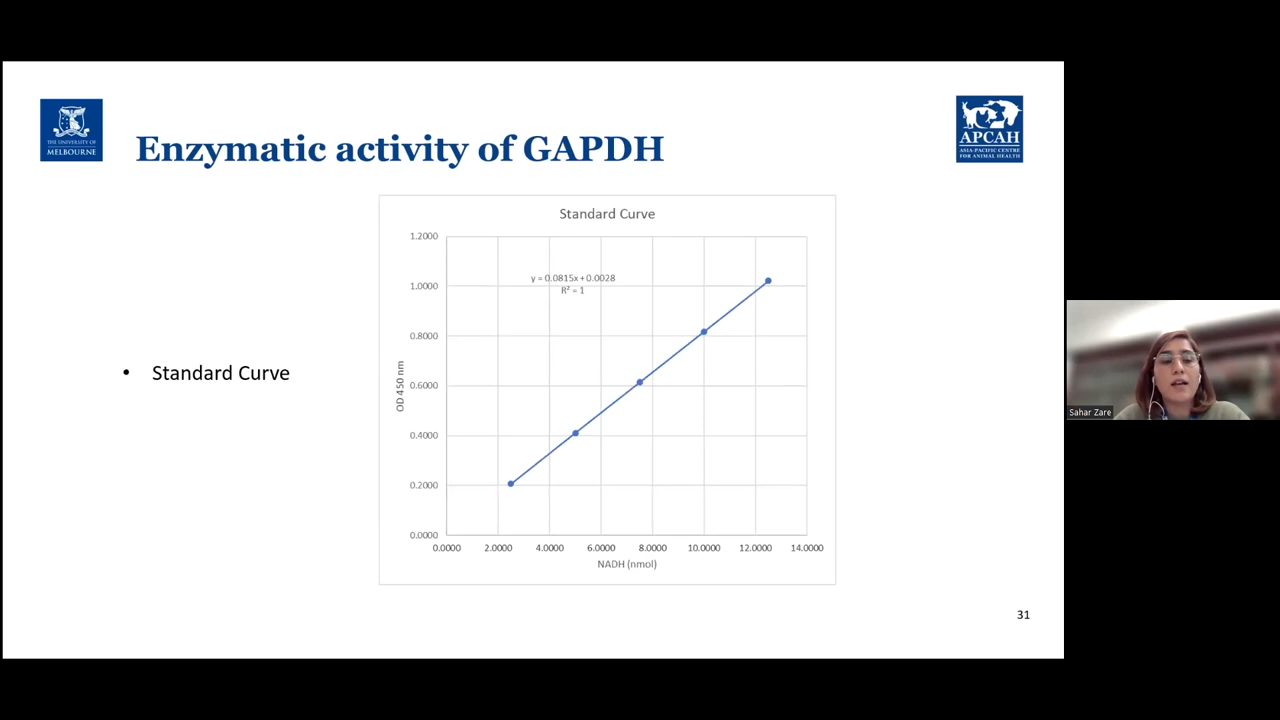 THE UNIVERSITY OF
MELBOURNE
Enzymatic activity of GAPDH
APCAH
ASIA-PACIFIC CENTRE
FOR ANIMAL HEALTH
Standard Curve
1.2000
1.0000
0.8000
0.6000
0.4000
0.2000
0.0000
OD 450 nm
y = 0.0815x + 0.0028
R² = 1
0.0000 2.0000 4.0000 6.0000 8.0000 10.0000 12.0000 14.0000
NADH (nmol)
• Standard Curve
31
Sahar Zare